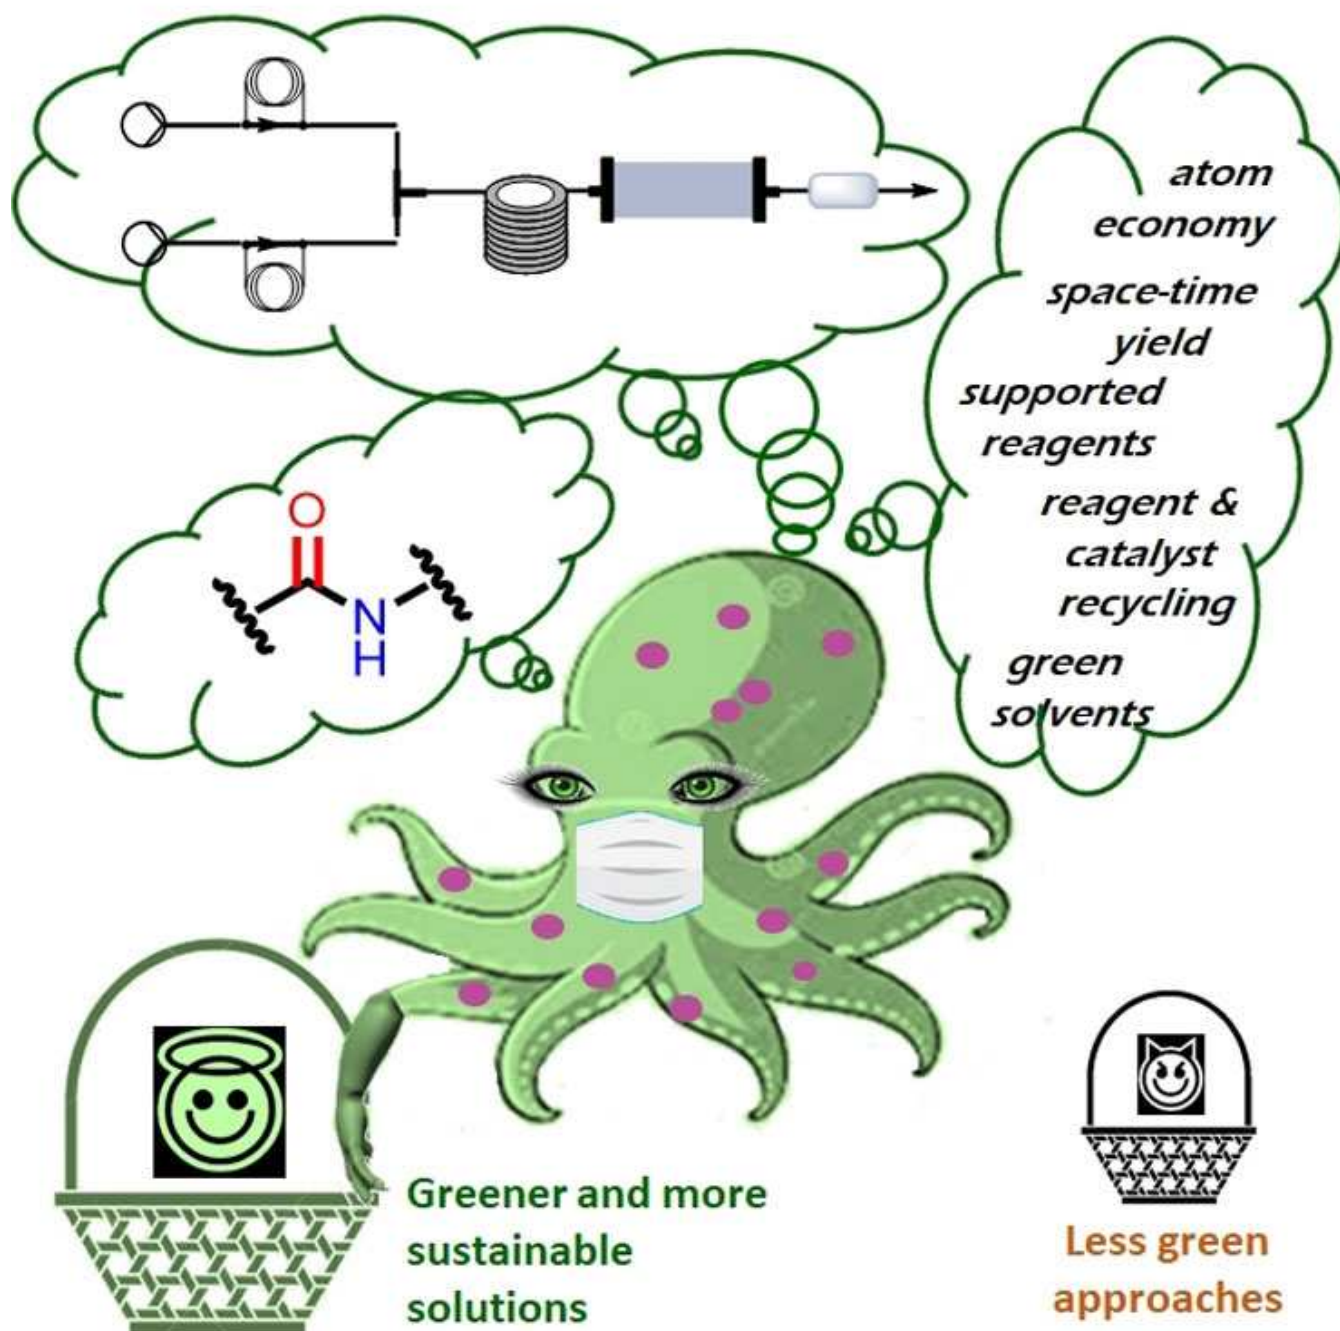 atom
economy
space-time
yield
supported
reagents
reagent &
catalyst
recycling
green
solvents
O
N
H
Greener and more
sustainable
solutions
Less green
approaches